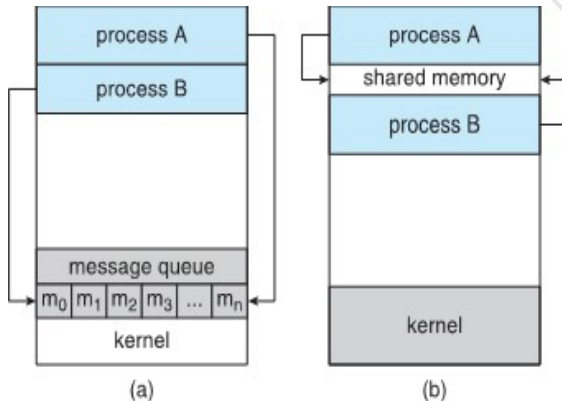 process A
process B
message queue
m0 m1 m2 m3 ... mn
kernel
(a)
process A
shared memory
process B
kernel
(b)